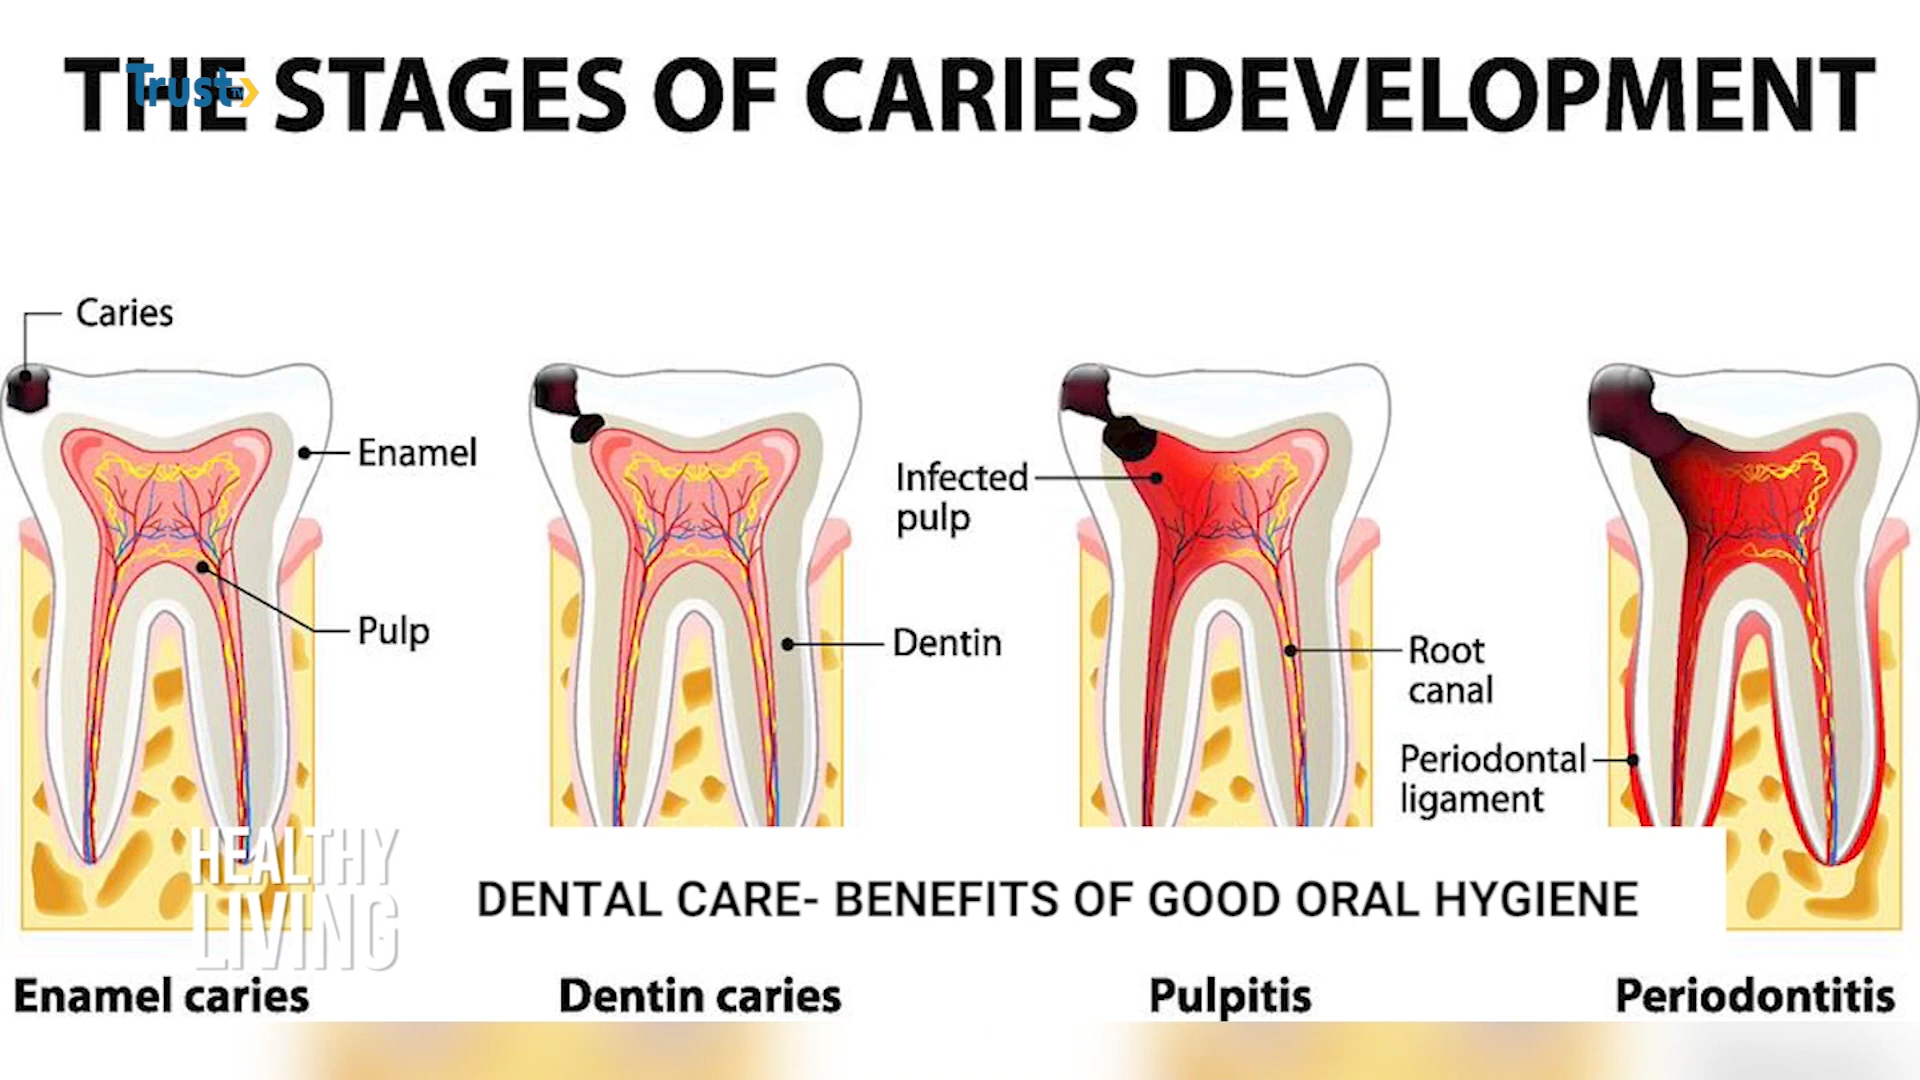 THE STAGES OF CARIES DEVELOPMENT
Trust TV
Caries
Enamel
Pulp
Dentin
Infected
pulp
Root
canal
Periodontal
ligament
HEALTHY
LIVING
DENTAL CARE- BENEFITS OF GOOD ORAL HYGIENE
Enamel caries
Dentin caries
Pulpitis
Periodontitis